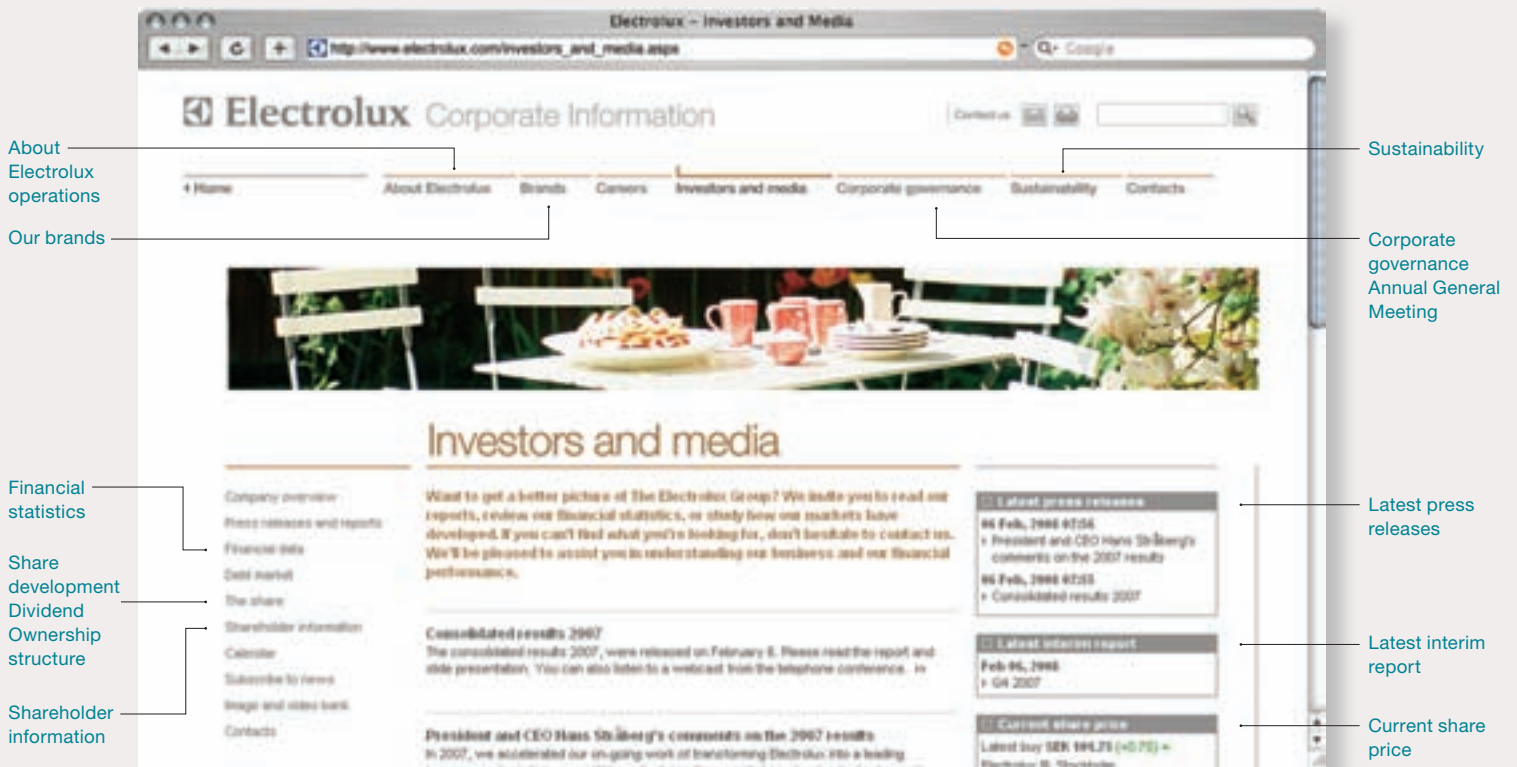 Electrolux – Investors and Media
http://www.electrolux.com/investors_and_media.aspx
Google
Electrolux Corporate Information
Contact us
Home
About Electrolux
Brands
Careers
Investors and media
Corporate governance
Sustainability
Contacts
About
Electrolux
operations
Our brands
Sustainability
Corporate
governance
Annual General
Meeting
Investors and media
Financial
statistics
Share
development
Dividend
Ownership
structure
Shareholder
information
Company overview
Press releases and reports
Financial data
Debt market
The share
Shareholder information
Calendar
Subscribe to news
Image and video bank
Contacts
Want to get a better picture of The Electrolux Group? We invite you to read our
reports, review our financial statistics, or study how our markets have
developed. If you can't find what you're looking for, don't hesitate to contact us.
We'll be pleased to assist you in understanding our business and our financial
performance.
Consolidated results 2007
The consolidated results 2007, were released on February 6. Please read the report and
slide presentation. You can also listen to a webcast from the telephone conference. »
President and CEO Hans Stråberg's comments on the 2007 results
In 2007, we accelerated our on-going work of transforming Electrolux into a leading
Latest press releases
06 Feb, 2008 07:56
President and CEO Hans Stråberg's
comments on the 2007 results
06 Feb, 2008 07:55
Consolidated results 2007
Latest interim report
Feb 06, 2008
Q4 2007
Current share price
Latest buy SEK 101.75 (+0.75)
Electrolux B, Stockholm
Latest press
releases
Latest interim
report
Current share
price